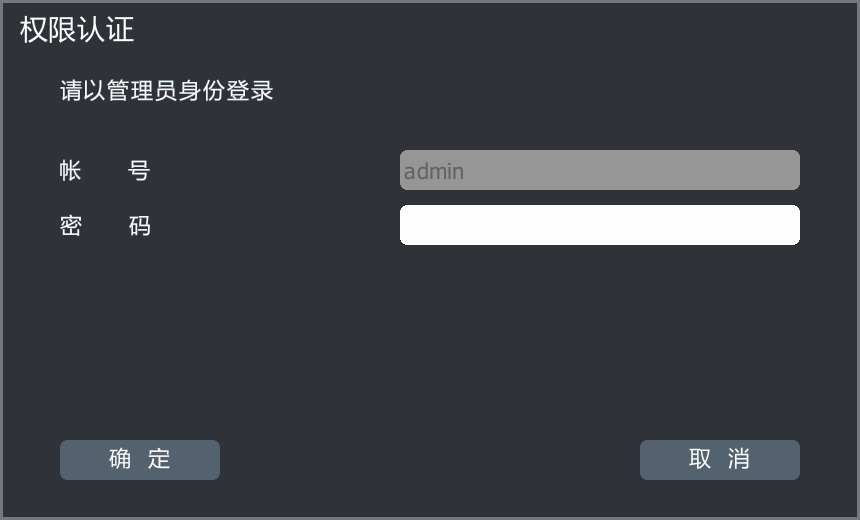 权限认证
请以管理员身份登录
帐 号 admin
密 码
确 定 取 消